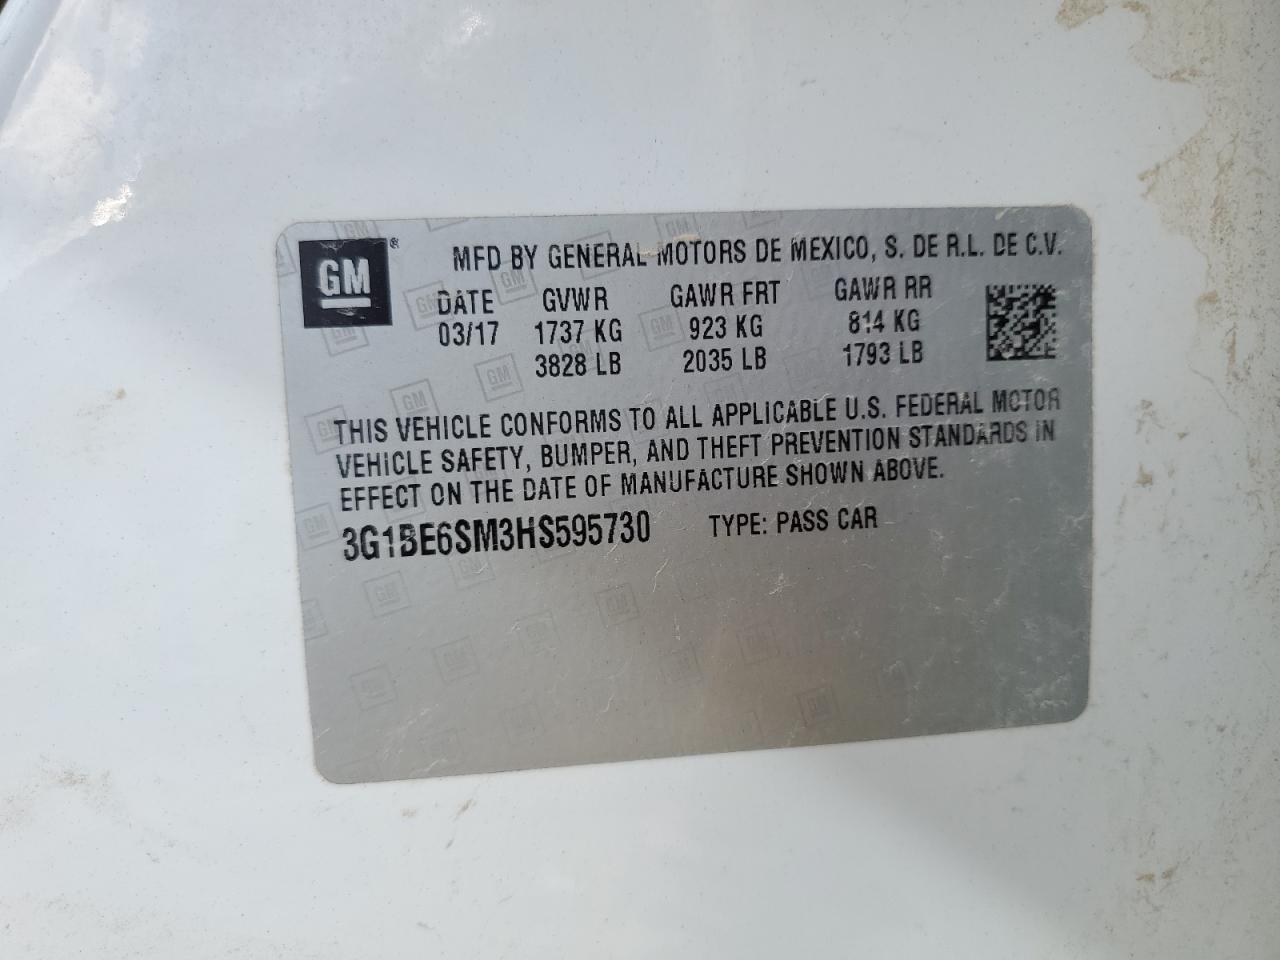 GM ®
MFD BY GENERAL MOTORS DE MEXICO, S. DE R.L. DE C.V.
DATE GVWR GAWR FRT GAWR RR
03/17 1737 KG 923 KG 814 KG
3828 LB 2035 LB 1793 LB
THIS VEHICLE CONFORMS TO ALL APPLICABLE U.S. FEDERAL MOTOR
VEHICLE SAFETY, BUMPER, AND THEFT PREVENTION STANDARDS IN
EFFECT ON THE DATE OF MANUFACTURE SHOWN ABOVE.
3G1BE6SM3HS595730 TYPE: PASS CAR